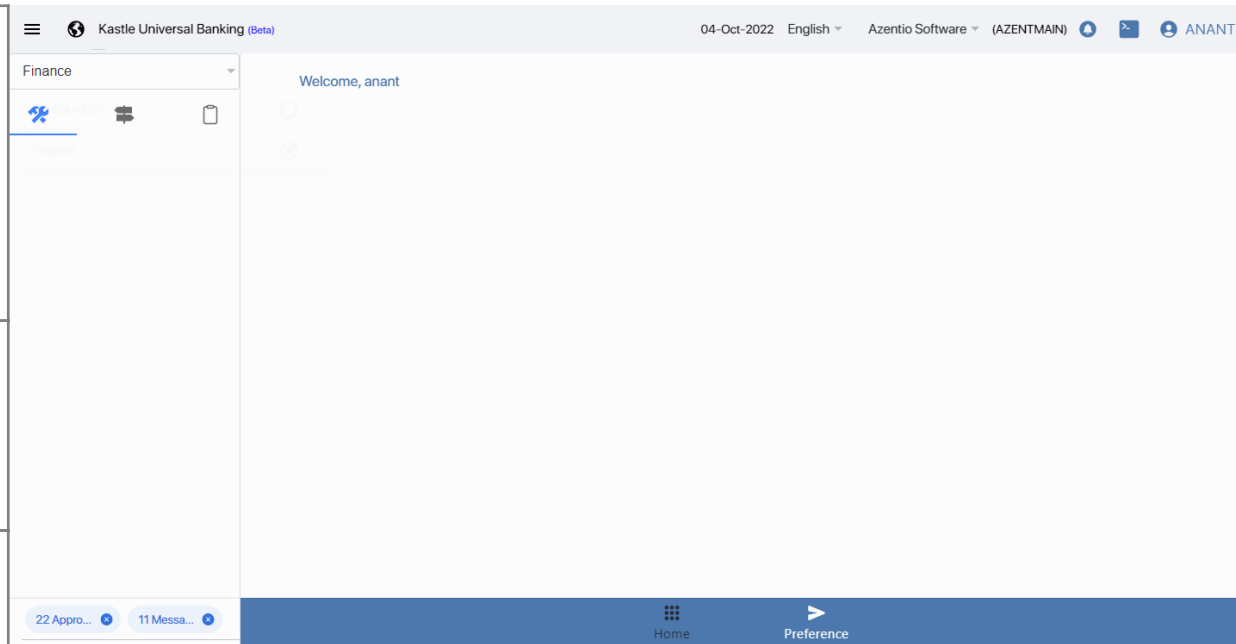 Kastle Universal Banking (Beta)
04-Oct-2022 English Azentio Software (AZENTMAIN) ANANT
Finance
Welcome, anant
Finance
22 Appro... 11 Messa...
Home
Preference